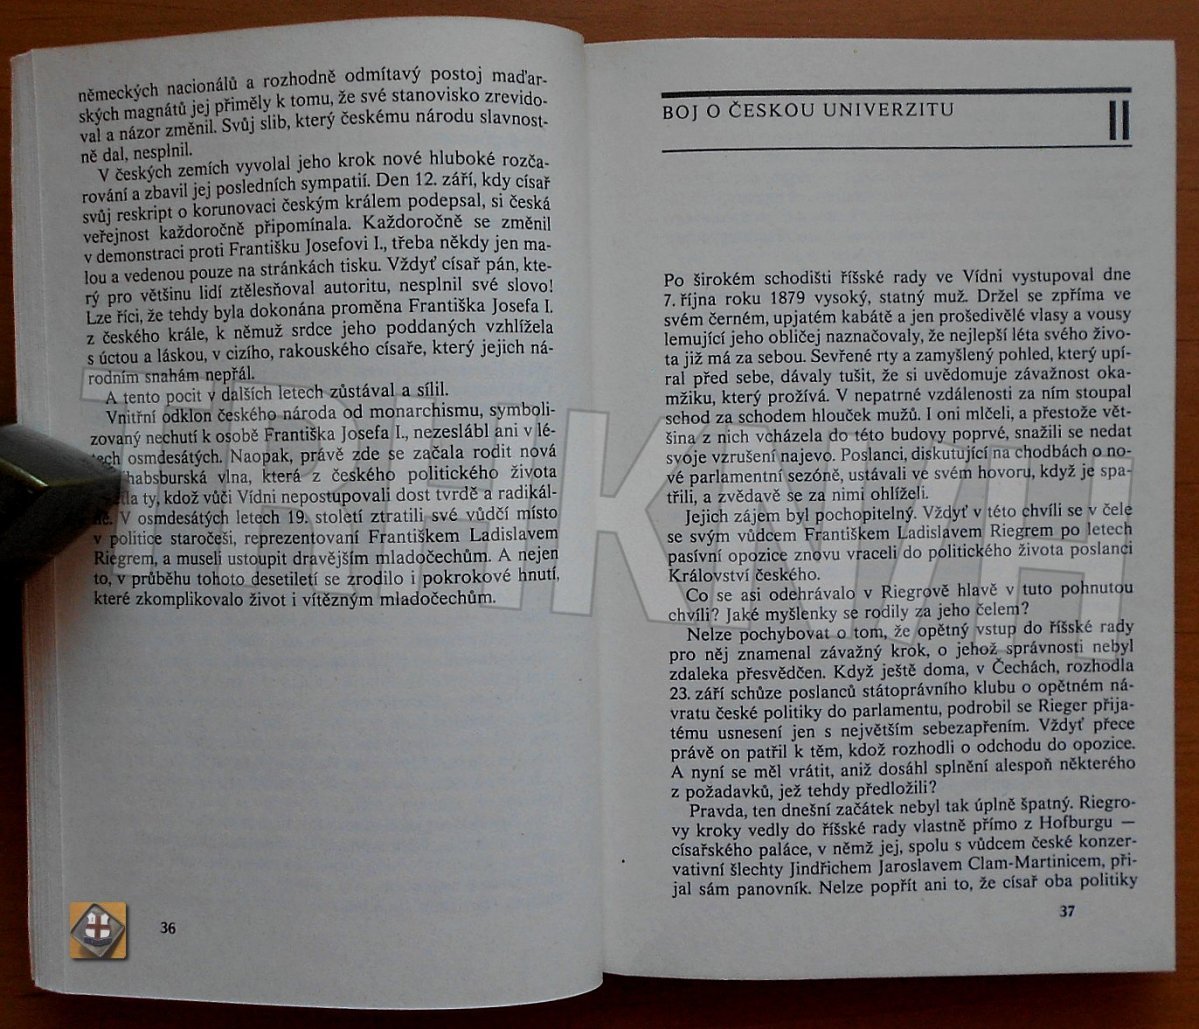 německých nacionálů a rozhodně odmítavý postoj maďar-
ských magnátů jej přiměly k tomu, že své stanovisko zrevido-
val a názor změnil. Svůj slib, který českému národu slavnost-
ně dal, nesplnil.
V českých zemích vyvolal jeho krok nové hluboké rozča-
rování a zbavil jej posledních sympatií. Den 12. září, kdy císař
svůj reskript o korunovaci českým králem podepsal, si česká
veřejnost každoročně připomínala. Každoročně se změnil
v demonstraci proti Františku Josefovi I., třeba někdy jen ma-
lou a vedenou pouze na stránkách tisku. Vždyť císař pán, kte-
rý pro většinu lidí ztělesňoval autoritu, nesplnil své slovo!
Lze říci, že tehdy byla dokonána proměna Františka Josefa I.
z českého krále, k němuž srdce jeho poddaných vzhlížela
s úctou a láskou, v cizího, rakouského císaře, který jejich ná-
rodním snahám nepřál.
A tento pocit v dalších letech zůstával a sílil.
Vnitřní odklon českého národa od monarchismu, symboli-
zovaný nechutí k osobě Františka Josefa I., nezeslábl ani v lé-
tech osmdesátých. Naopak, právě zde se začala rodit nová
habsburská vlna, která z českého politického života
la ty, kdož vůči Vídni nepostupovali dost tvrdě a radikál-
ně. V osmdesátých letech 19. století ztratili své vůdčí místo
v politice staročeši, reprezentovaní Františkem Ladislavem
Riegrem, a museli ustoupit dravějším mladočechům. A nejen
to, v průběhu tohoto desetiletí se zrodilo i pokrokové hnutí,
které zkomplikovalo život i vítězným mladočechům.
36
BOJ O ČESKOU UNIVERZITU
II
Po širokém schodišti říšské rady ve Vídni vystupoval dne
7. října roku 1879 vysoký, statný muž. Držel se zpříma ve
svém černém, upjatém kabátě a jen prošedivělé vlasy a vousy
lemující jeho obličej naznačovaly, že nejlepší léta svého živo-
ta již má za sebou. Sevřené rty a zamyšlený pohled, který upí-
ral před sebe, dávaly tušit, že si uvědomuje závažnost oka-
mžiku, který prožívá. V nepatrné vzdálenosti za ním stoupal
schod za schodem hlouček mužů. I oni mlčeli, a přestože vět-
šina z nich vcházela do této budovy poprvé, snažili se nedat
svoje vzrušení najevo. Poslanci, diskutující na chodbách o no-
vé parlamentní sezóně, ustávali ve svém hovoru, když je spa-
třili, a zvědavě se za nimi ohlíželi.
Jejich zájem byl pochopitelný. Vždyť v této chvíli se v čele
se svým vůdcem Františkem Ladislavem Riegrem po letech
pasívní opozice znovu vraceli do politického života poslanci
Království českého.
Co se asi odehrávalo v Riegrově hlavě v tuto pohnutou
chvíli? Jaké myšlenky se rodily za jeho čelem?
Nelze pochybovat o tom, že opětný vstup do říšské rady
pro něj znamenal závažný krok, o jehož správnosti nebyl
zdaleka přesvědčen. Když ještě doma, v Čechách, rozhodla
23. září schůze poslanců státoprávního klubu o opětném ná-
vratu české politiky do parlamentu, podrobil se Rieger přija-
tému usnesení jen s největším sebezapřením. Vždyť přece
právě on patřil k těm, kdož rozhodli o odchodu do opozice.
A nyní se měl vrátit, aniž dosáhl splnění alespoň některého
z požadavků, jež tehdy předložili?
Pravda, ten dnešní začátek nebyl tak úplně špatný. Riegro-
vy kroky vedly do říšské rady vlastně přímo z Hofburgu —
císařského paláce, v němž jej, spolu s vůdcem české konzer-
vativní šlechty Jindřichem Jaroslavem Clam-Martinicem, při-
jal sám panovník. Nelze popřít ani to, že císař oba politiky
37